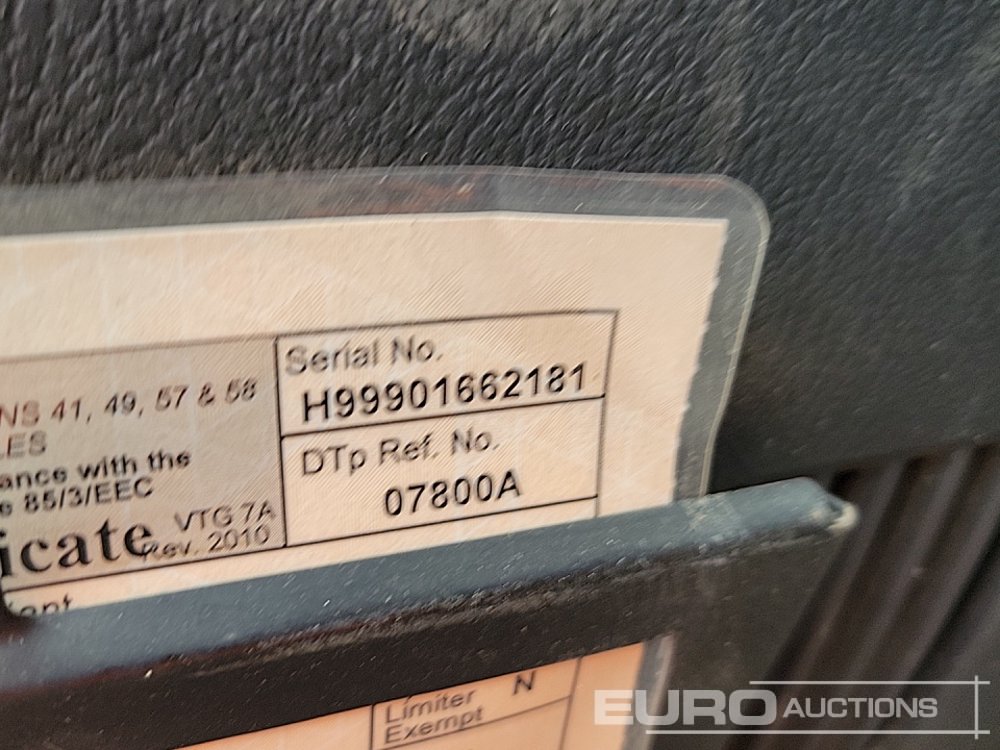 Serial No.
H99901662181
NS 41, 49, 57 & 58
LES
ance with the
e 85/3/EEC
DTp Ref. No.
07800A
icate VTG 7A
Rev. 2010
Limiter N
Exempt
EURO AUCTIONS